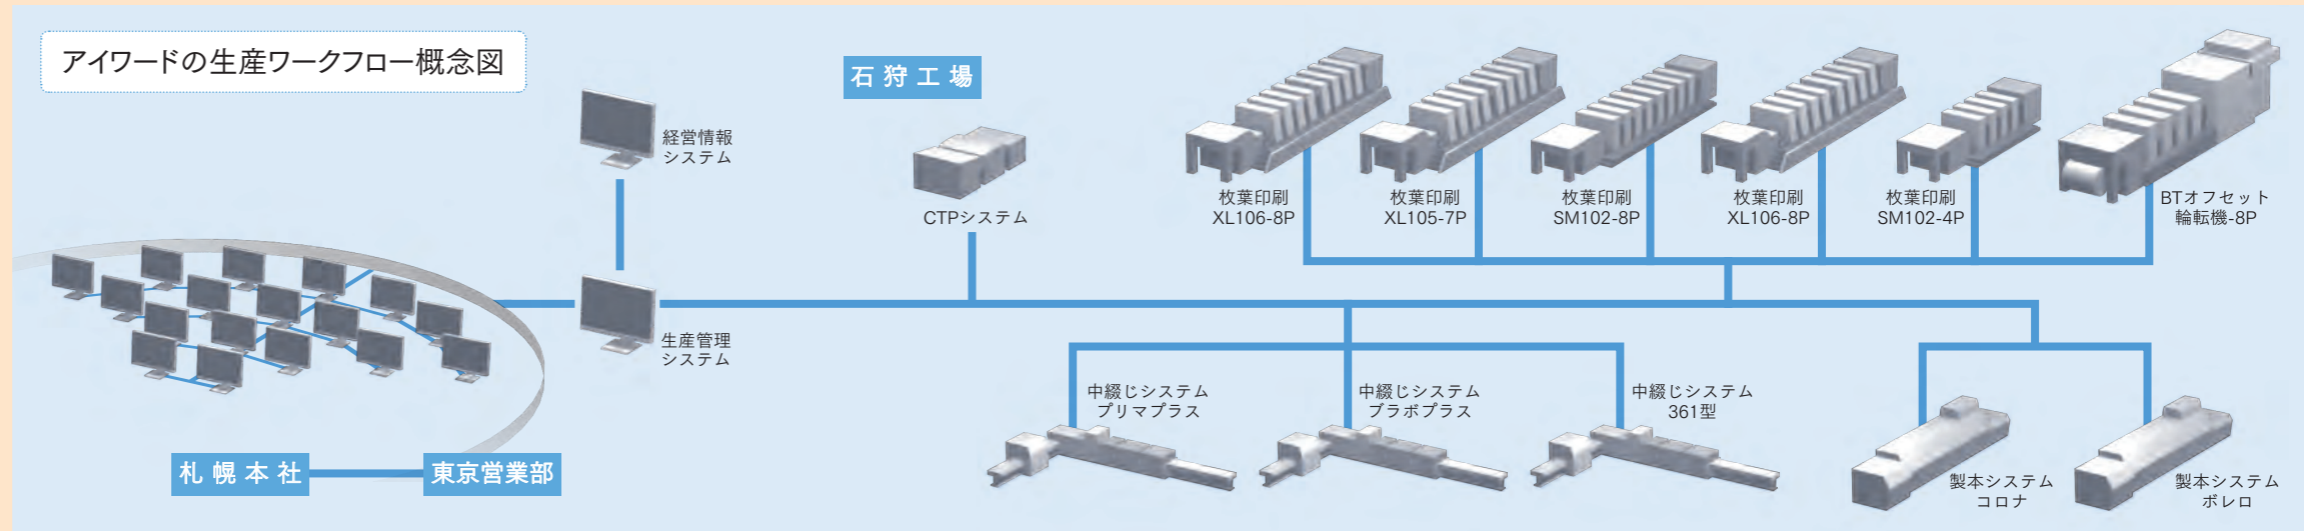 アイワードの生産ワークフロー概念図
経営情報
システム
生産管理
システム
札幌本社
東京営業部
石狩工場
CTPシステム
枚葉印刷
XL106-8P
枚葉印刷
XL105-7P
枚葉印刷
SM102-8P
枚葉印刷
XL106-8P
枚葉印刷
SM102-4P
BTオフセット
輪転機-8P
中綴じシステム
プリマプラス
中綴じシステム
ブラボプラス
中綴じシステム
361型
製本システム
コロナ
製本システム
ボレロ